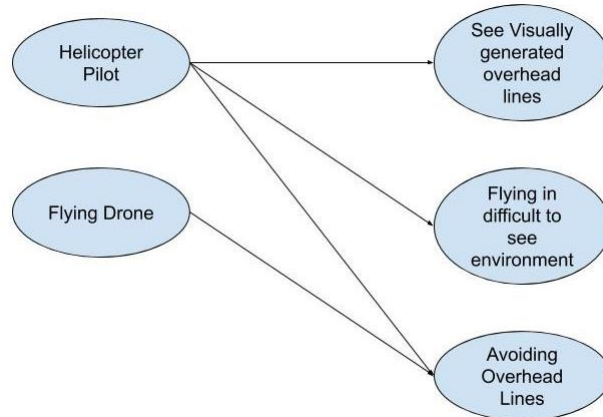 Helicopter
Pilot
See Visually
generated
overhead
lines
Flying Drone
Flying in
difficult to
see
environment
Avoiding
Overhead
Lines